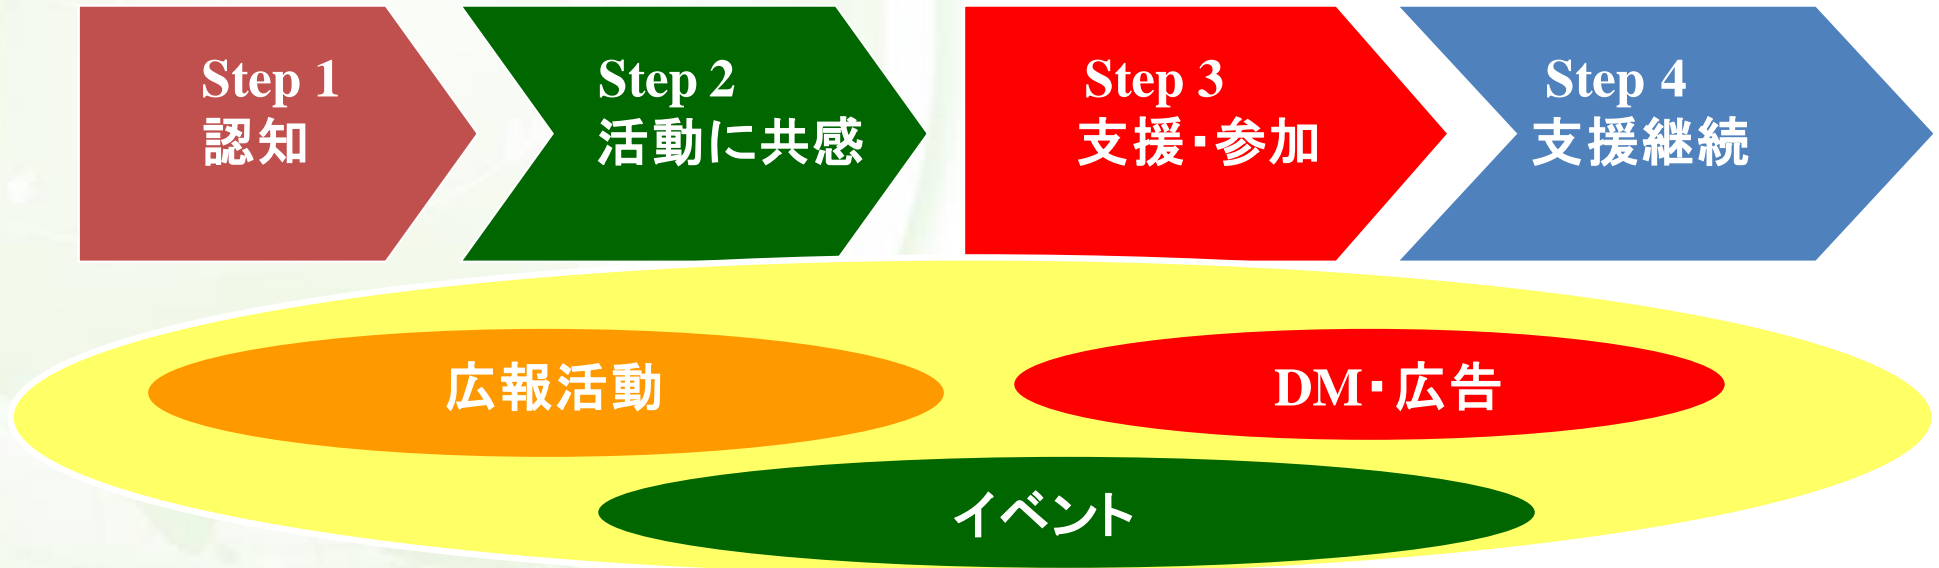 Step 1
認知
Step 2
活動に共感
Step 3
支援・参加
Step 4
支援継続
広報活動
DM・広告
イベント